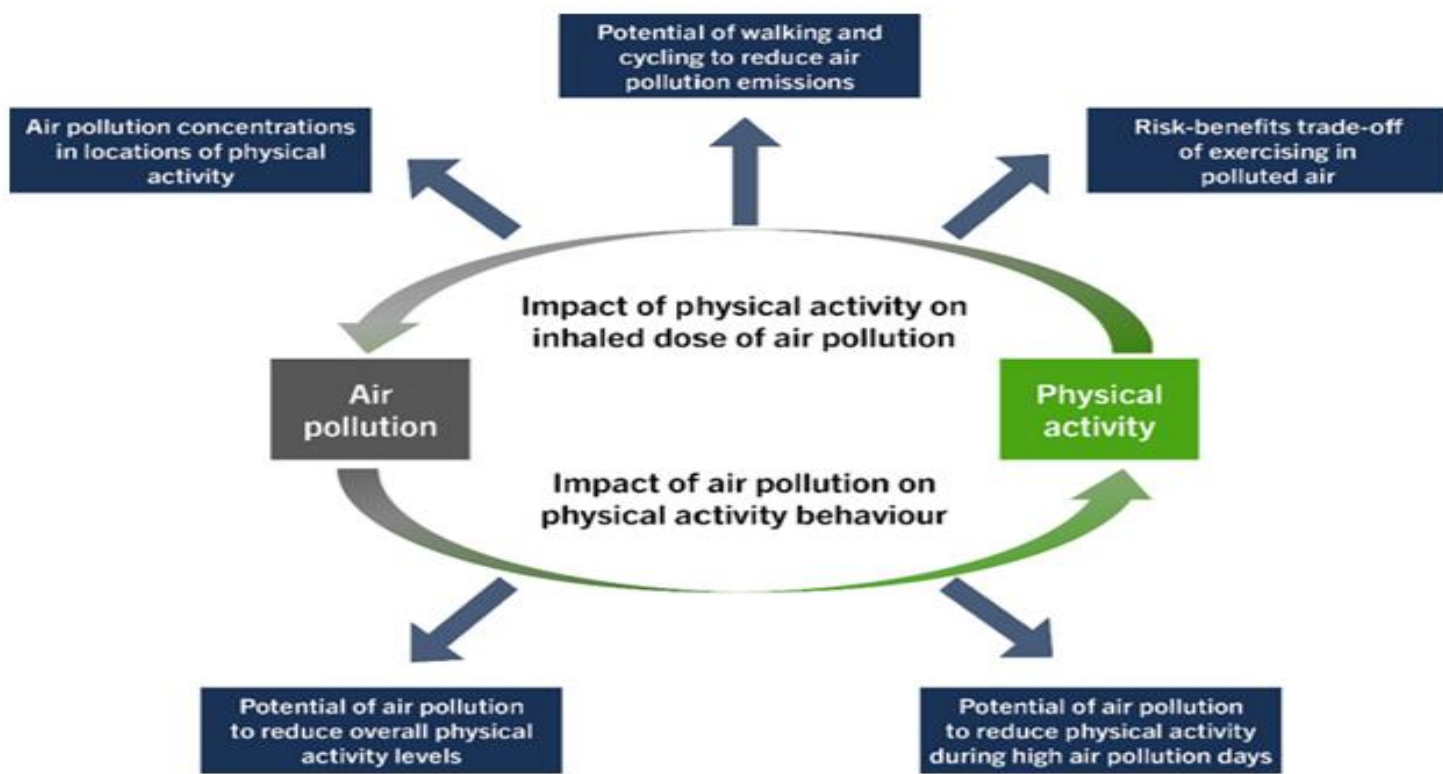 Potential of walking and
cycling to reduce air
pollution emissions
Air pollution concentrations
in locations of physical
activity
Risk-benefits trade-off
of exercising in
polluted air
Impact of physical activity on
inhaled dose of air pollution
Air
pollution
Physical
activity
Impact of air pollution on
physical activity behaviour
Potential of air pollution
to reduce overall physical
activity levels
Potential of air pollution
to reduce physical activity
during high air pollution days